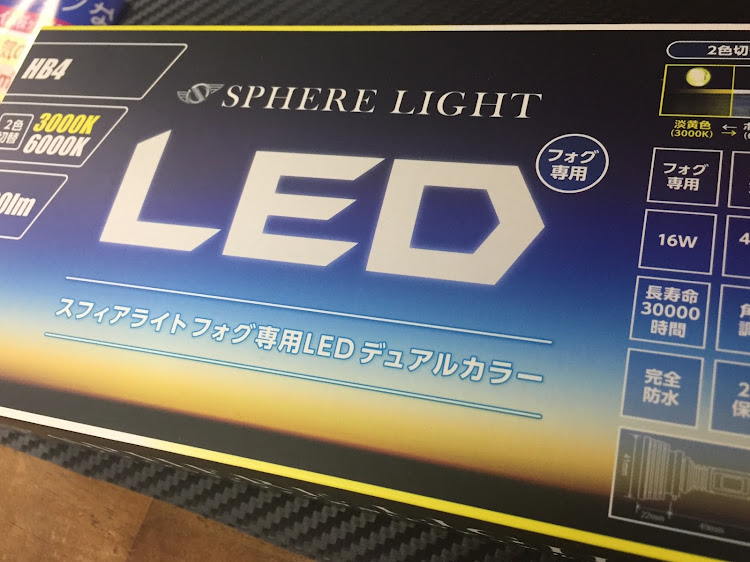 HB4
2色
切替
3000K
6000K
SPHERE LIGHT
LED
フォグ
専用
スフィアライト フォグ専用LED デュアルカラー
2色切
淡黄色
(3000K)
フォグ
専用
16W
長寿命
30000
時間
完全
防水
22mm